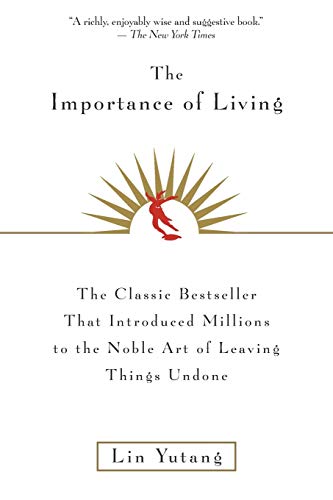 "A richly, enjoyably wise and suggestive book."
— The New York Times
The
Importance of Living
The Classic Bestseller
That Introduced Millions
to the Noble Art of Leaving
Things Undone
Lin Yutang